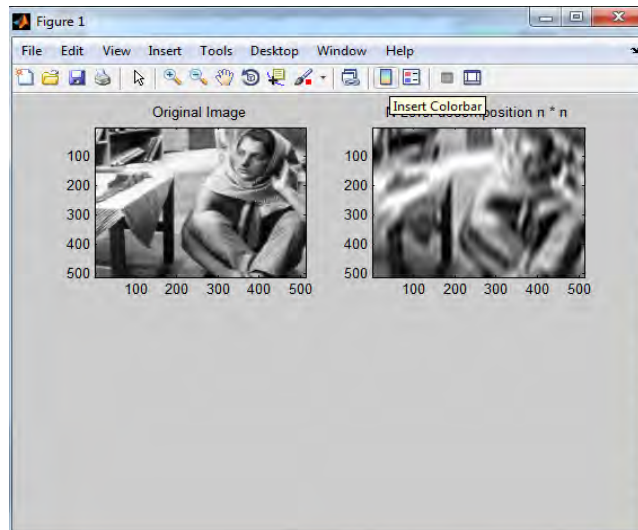 Figure 1
File Edit View Insert Tools Desktop Window Help
Insert Colorbar
Original Image
position n * n
100
200
300
400
500
100 200 300 400 500
100
200
300
400
500
100 200 300 400 500